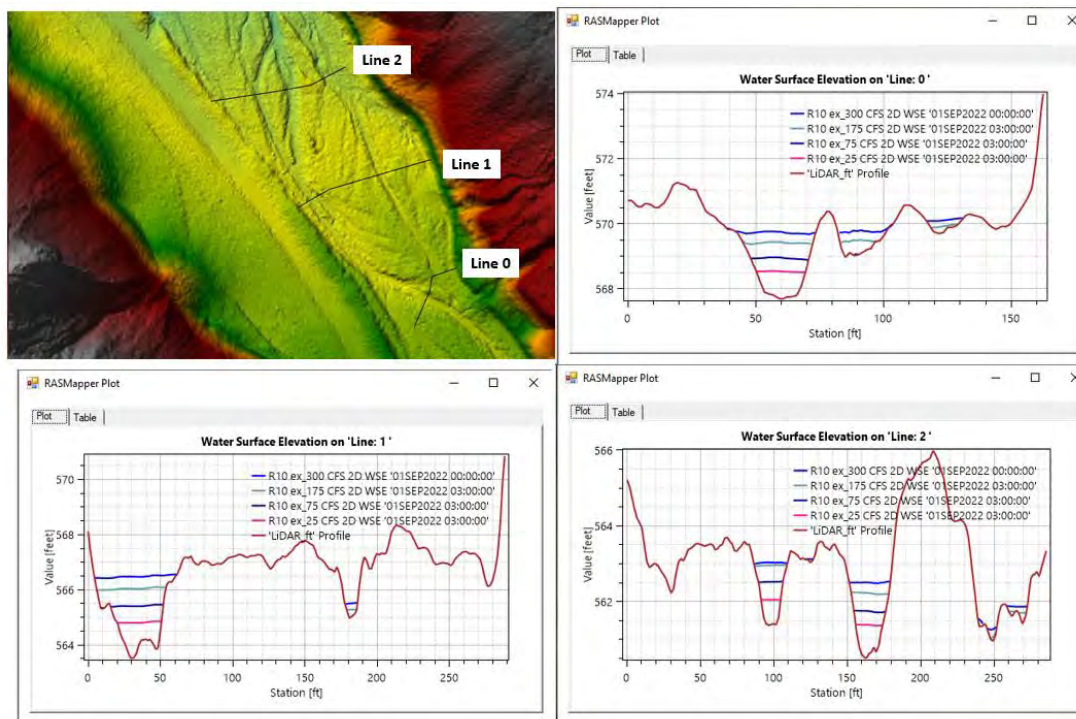 Line 2
Line 1
Line 0
RASMapper Plot
Plot Table
Water Surface Elevation on 'Line: 0 '
R10 ex_300 CFS 2D WSE '01SEP2022 00:00:00'
R10 ex_175 CFS 2D WSE '01SEP2022 03:00:00'
R10 ex_75 CFS 2D WSE '01SEP2022 03:00:00'
R10 ex_25 CFS 2D WSE '01SEP2022 03:00:00'
'LiDAR_ft' Profile
Value [feet]
574
572
570
568
0 50 100 150
Station [ft]
RASMapper Plot
Plot Table
Water Surface Elevation on 'Line: 1 '
R10 ex_300 CFS 2D WSE '01SEP2022 00:00:00'
R10 ex_175 CFS 2D WSE '01SEP2022 03:00:00'
R10 ex_75 CFS 2D WSE '01SEP2022 03:00:00'
R10 ex_25 CFS 2D WSE '01SEP2022 03:00:00'
'LiDAR_ft' Profile
Value [feet]
570
568
566
564
0 50 100 150 200 250
Station [ft]
RASMapper Plot
Plot Table
Water Surface Elevation on 'Line: 2 '
R10 ex_300 CFS 2D WSE '01SEP2022 00:00:00'
R10 ex_175 CFS 2D WSE '01SEP2022 03:00:00'
R10 ex_75 CFS 2D WSE '01SEP2022 03:00:00'
R10 ex_25 CFS 2D WSE '01SEP2022 03:00:00'
'LiDAR_ft' Profile
Value [feet]
566
564
562
0 50 100 150 200 250
Station [ft]